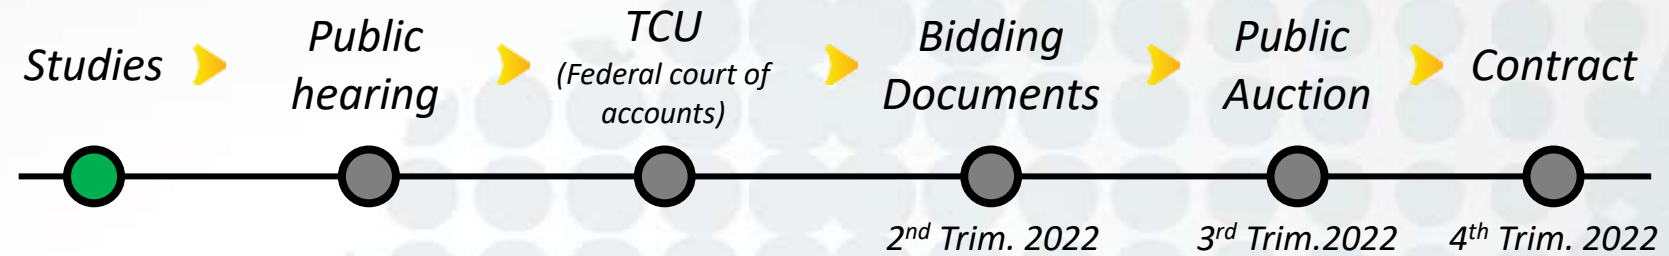 Studies
Public
hearing
TCU
(Federal court of
accounts)
Bidding
Documents
Public
Auction
Contract
2nd Trim. 2022
3rd Trim.2022
4th Trim. 2022